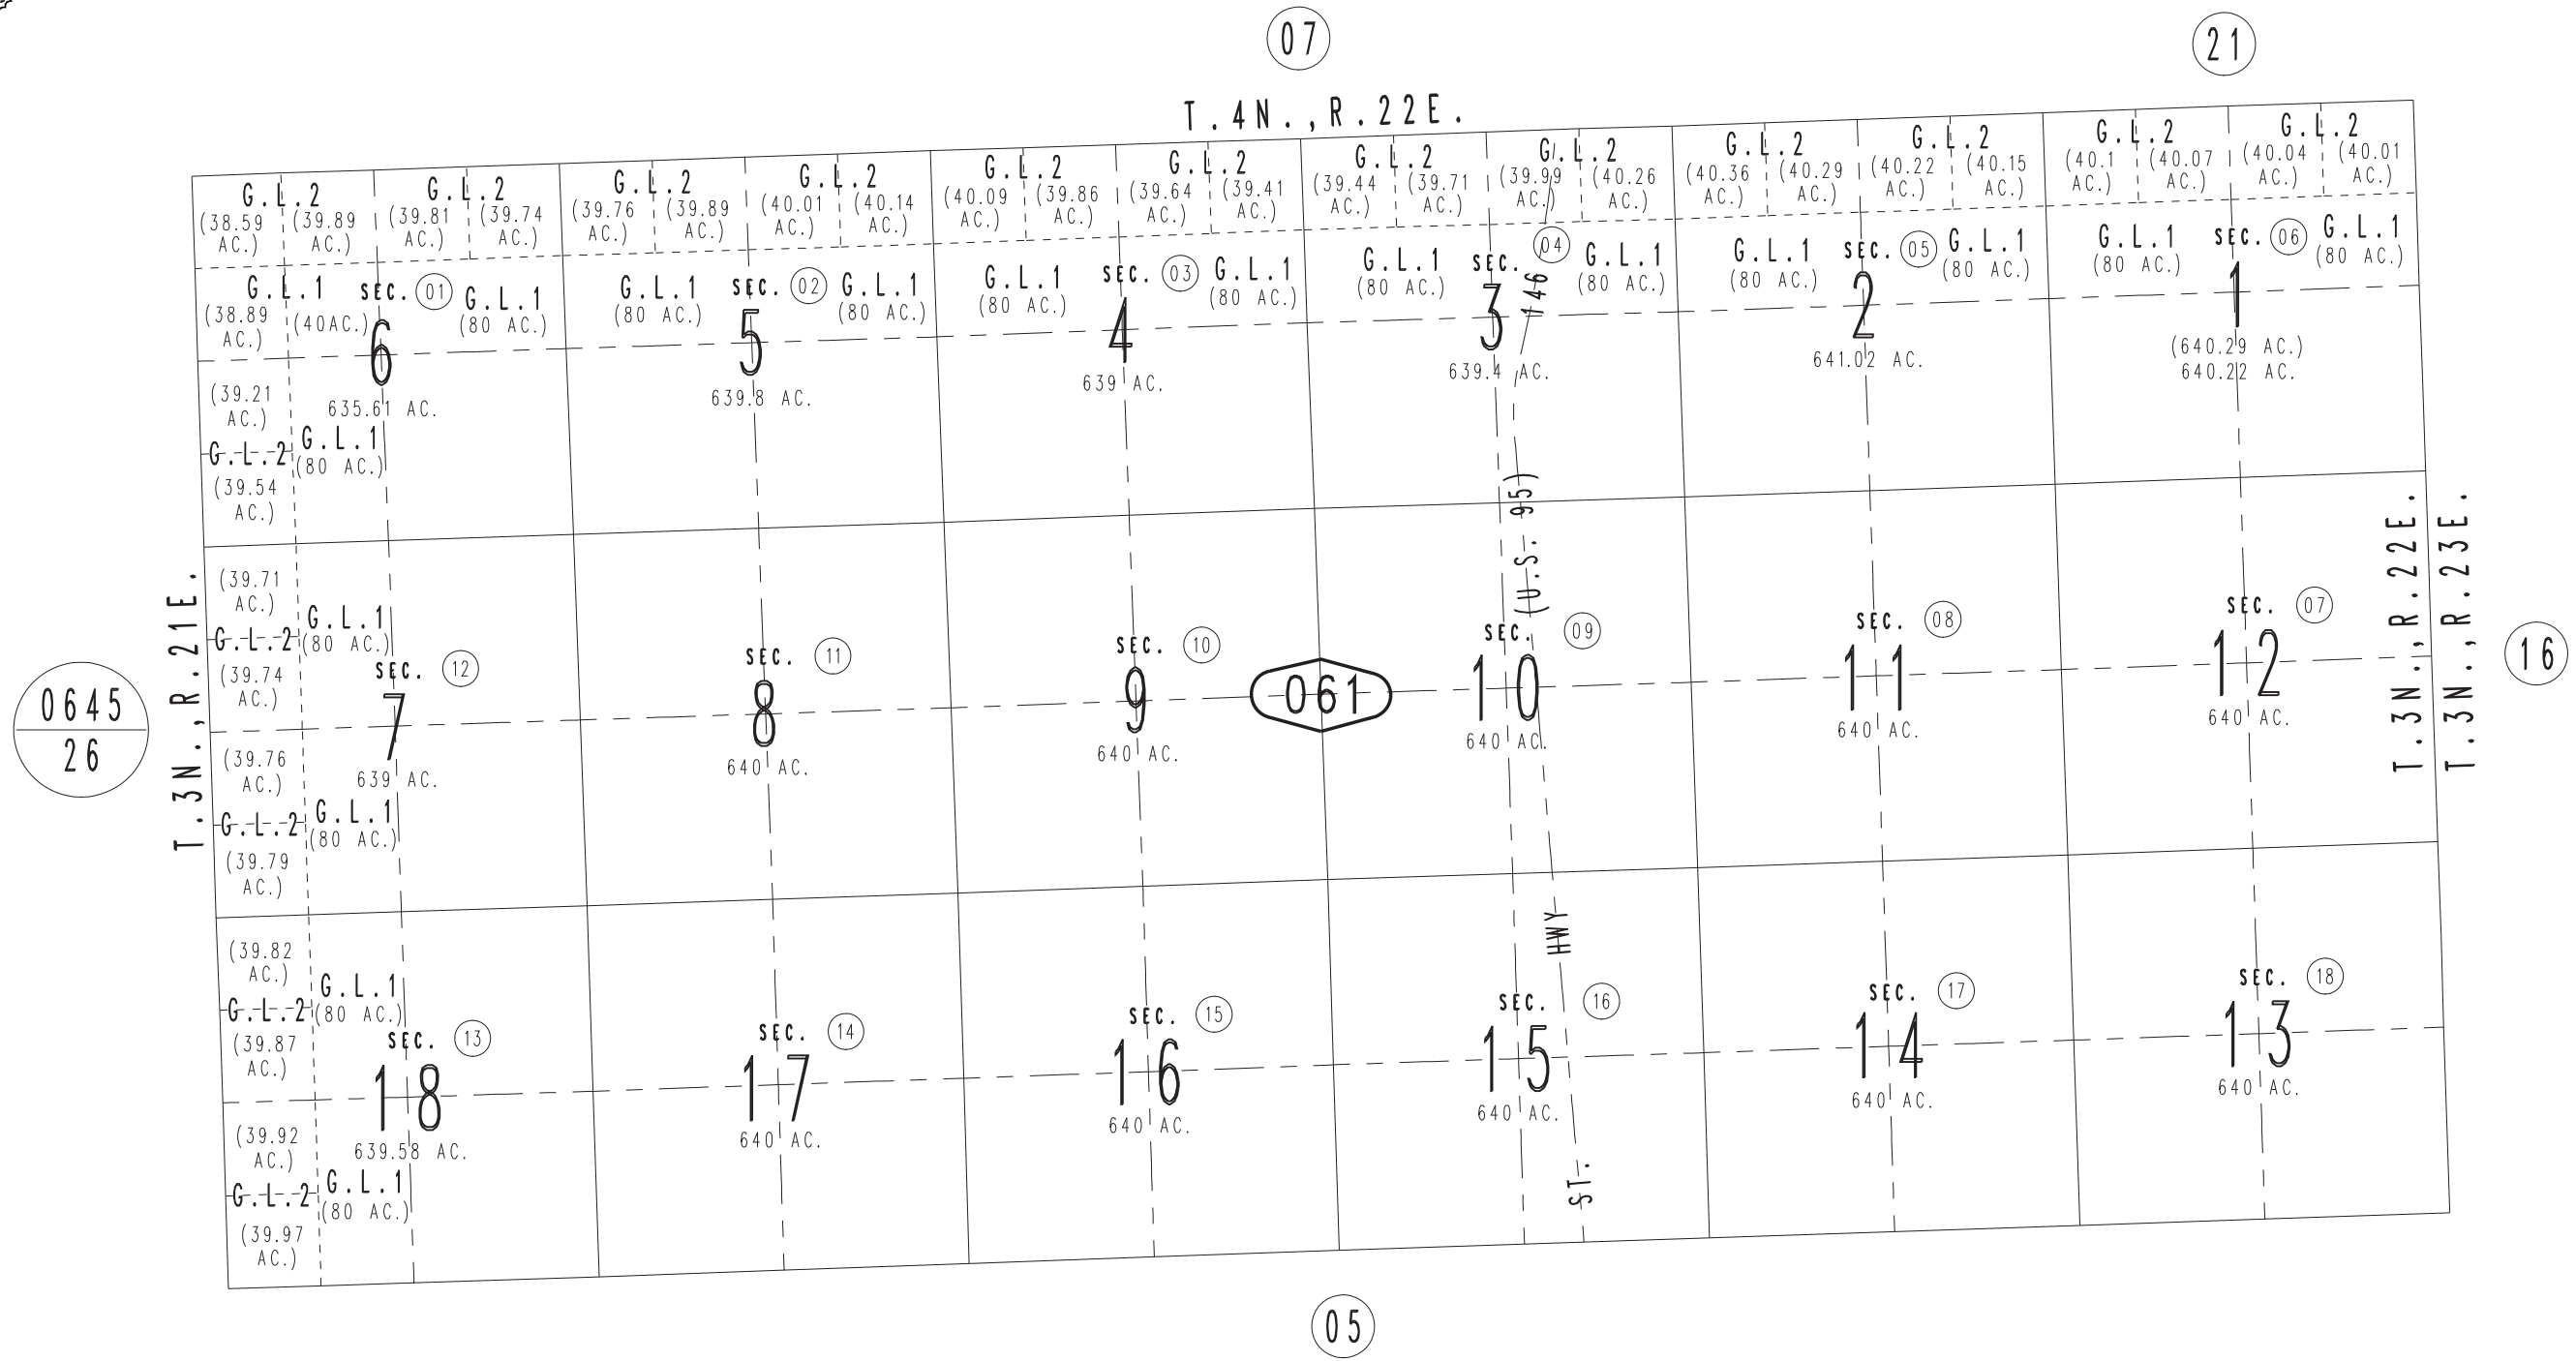 07
21
T.4N.,R.22E.
G.L.2
(38.59 AC.)
(39.89 AC.)
G.L.2
(39.81 AC.)
(39.74 AC.)
G.L.2
(39.76 AC.)
(39.89 AC.)
G.L.2
(40.01 AC.)
(40.14 AC.)
G.L.2
(40.09 AC.)
(39.86 AC.)
G.L.2
(39.64 AC.)
(39.41 AC.)
G.L.2
(39.44 AC.)
(39.71 AC.)
G.L.2
(39.99 AC.)
(40.26 AC.)
G.L.2
(40.36 AC.)
(40.29 AC.)
G.L.2
(40.22 AC.)
(40.15 AC.)
G.L.2
(40.1 AC.)
(40.07 AC.)
G.L.2
(40.04 AC.)
(40.01 AC.)
G.L.1
(38.89 AC.)
(40AC.)
SEC. 01
6
G.L.1
(80 AC.)
635.61 AC.
(39.21 AC.)
G.L.2
(39.54 AC.)
G.L.1
(80 AC.)
G.L.1
(80 AC.)
SEC. 02
5
G.L.1
(80 AC.)
639.8 AC.
G.L.1
(80 AC.)
SEC. 03
4
G.L.1
(80 AC.)
639 AC.
G.L.1
(80 AC.)
SEC. 04
3
G.L.1
(80 AC.)
639.4 AC.
G.L.1
(80 AC.)
SEC. 05
2
G.L.1
(80 AC.)
641.02 AC.
G.L.1
(80 AC.)
SEC. 06
1
G.L.1
(80 AC.)
(640.29 AC.)
640.22 AC.
ST. HWY (U.S. 95)
T.3N.,R.21E.
0645
26
(39.71 AC.)
G.L.2
(39.74 AC.)
G.L.1
(80 AC.)
SEC. 12
7
639 AC.
(39.76 AC.)
G.L.2
(39.79 AC.)
G.L.1
(80 AC.)
SEC. 11
8
640 AC.
SEC. 10
9
640 AC.
061
SEC. 09
10
640 AC.
SEC. 08
11
640 AC.
SEC. 07
12
640 AC.
T.3N.,R.22E.
T.3N.,R.23E.
16
(39.82 AC.)
G.L.2
(39.87 AC.)
G.L.1
(80 AC.)
SEC. 13
18
639.58 AC.
(39.92 AC.)
G.L.2
(39.97 AC.)
G.L.1
(80 AC.)
SEC. 14
17
640 AC.
SEC. 15
16
640 AC.
SEC. 16
15
640 AC.
SEC. 17
14
640 AC.
SEC. 18
13
640 AC.
05